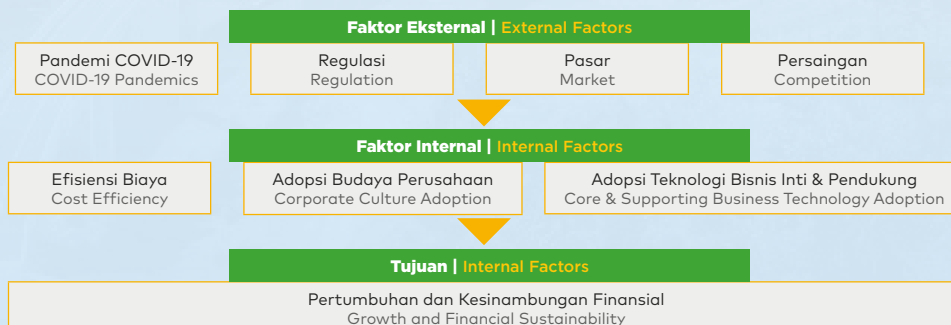 Faktor Eksternal | External Factors
Pandemi COVID-19
COVID-19 Pandemics
Regulasi
Regulation
Pasar
Market
Persaingan
Competition
Faktor Internal | Internal Factors
Efisiensi Biaya
Cost Efficiency
Adopsi Budaya Perusahaan
Corporate Culture Adoption
Adopsi Teknologi Bisnis Inti & Pendukung
Core & Supporting Business Technology Adoption
Tujuan | Internal Factors
Pertumbuhan dan Kesinambungan Finansial
Growth and Financial Sustainability